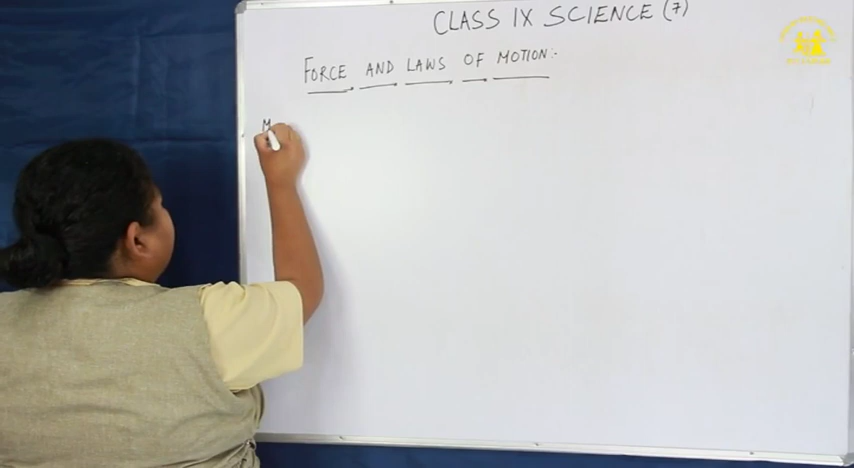 CLASS IX SCIENCE (7)
FORCE AND LAWS OF MOTION:-
M